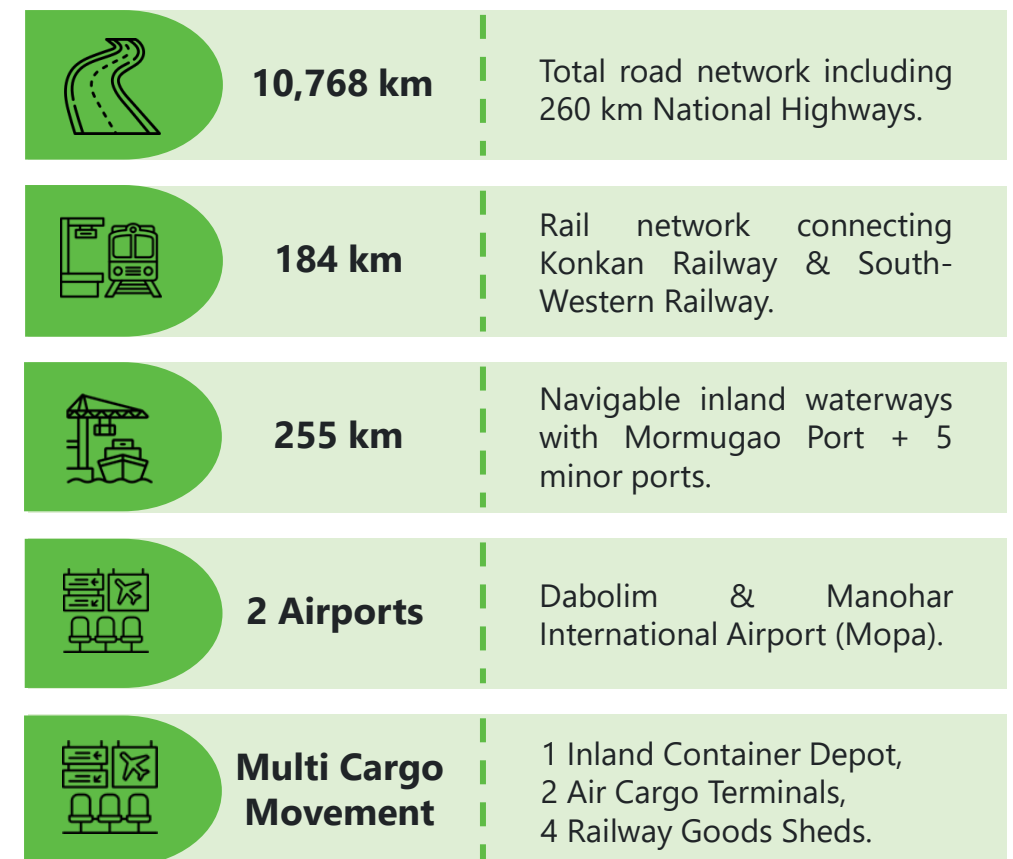 10,768 km
Total road network including
260 km National Highways.
184 km
Rail network connecting
Konkan Railway & South-
Western Railway.
255 km
Navigable inland waterways
with Mormugao Port + 5
minor ports.
2 Airports
Dabolim & Manohar
International Airport (Mopa).
Multi Cargo
Movement
1 Inland Container Depot,
2 Air Cargo Terminals,
4 Railway Goods Sheds.